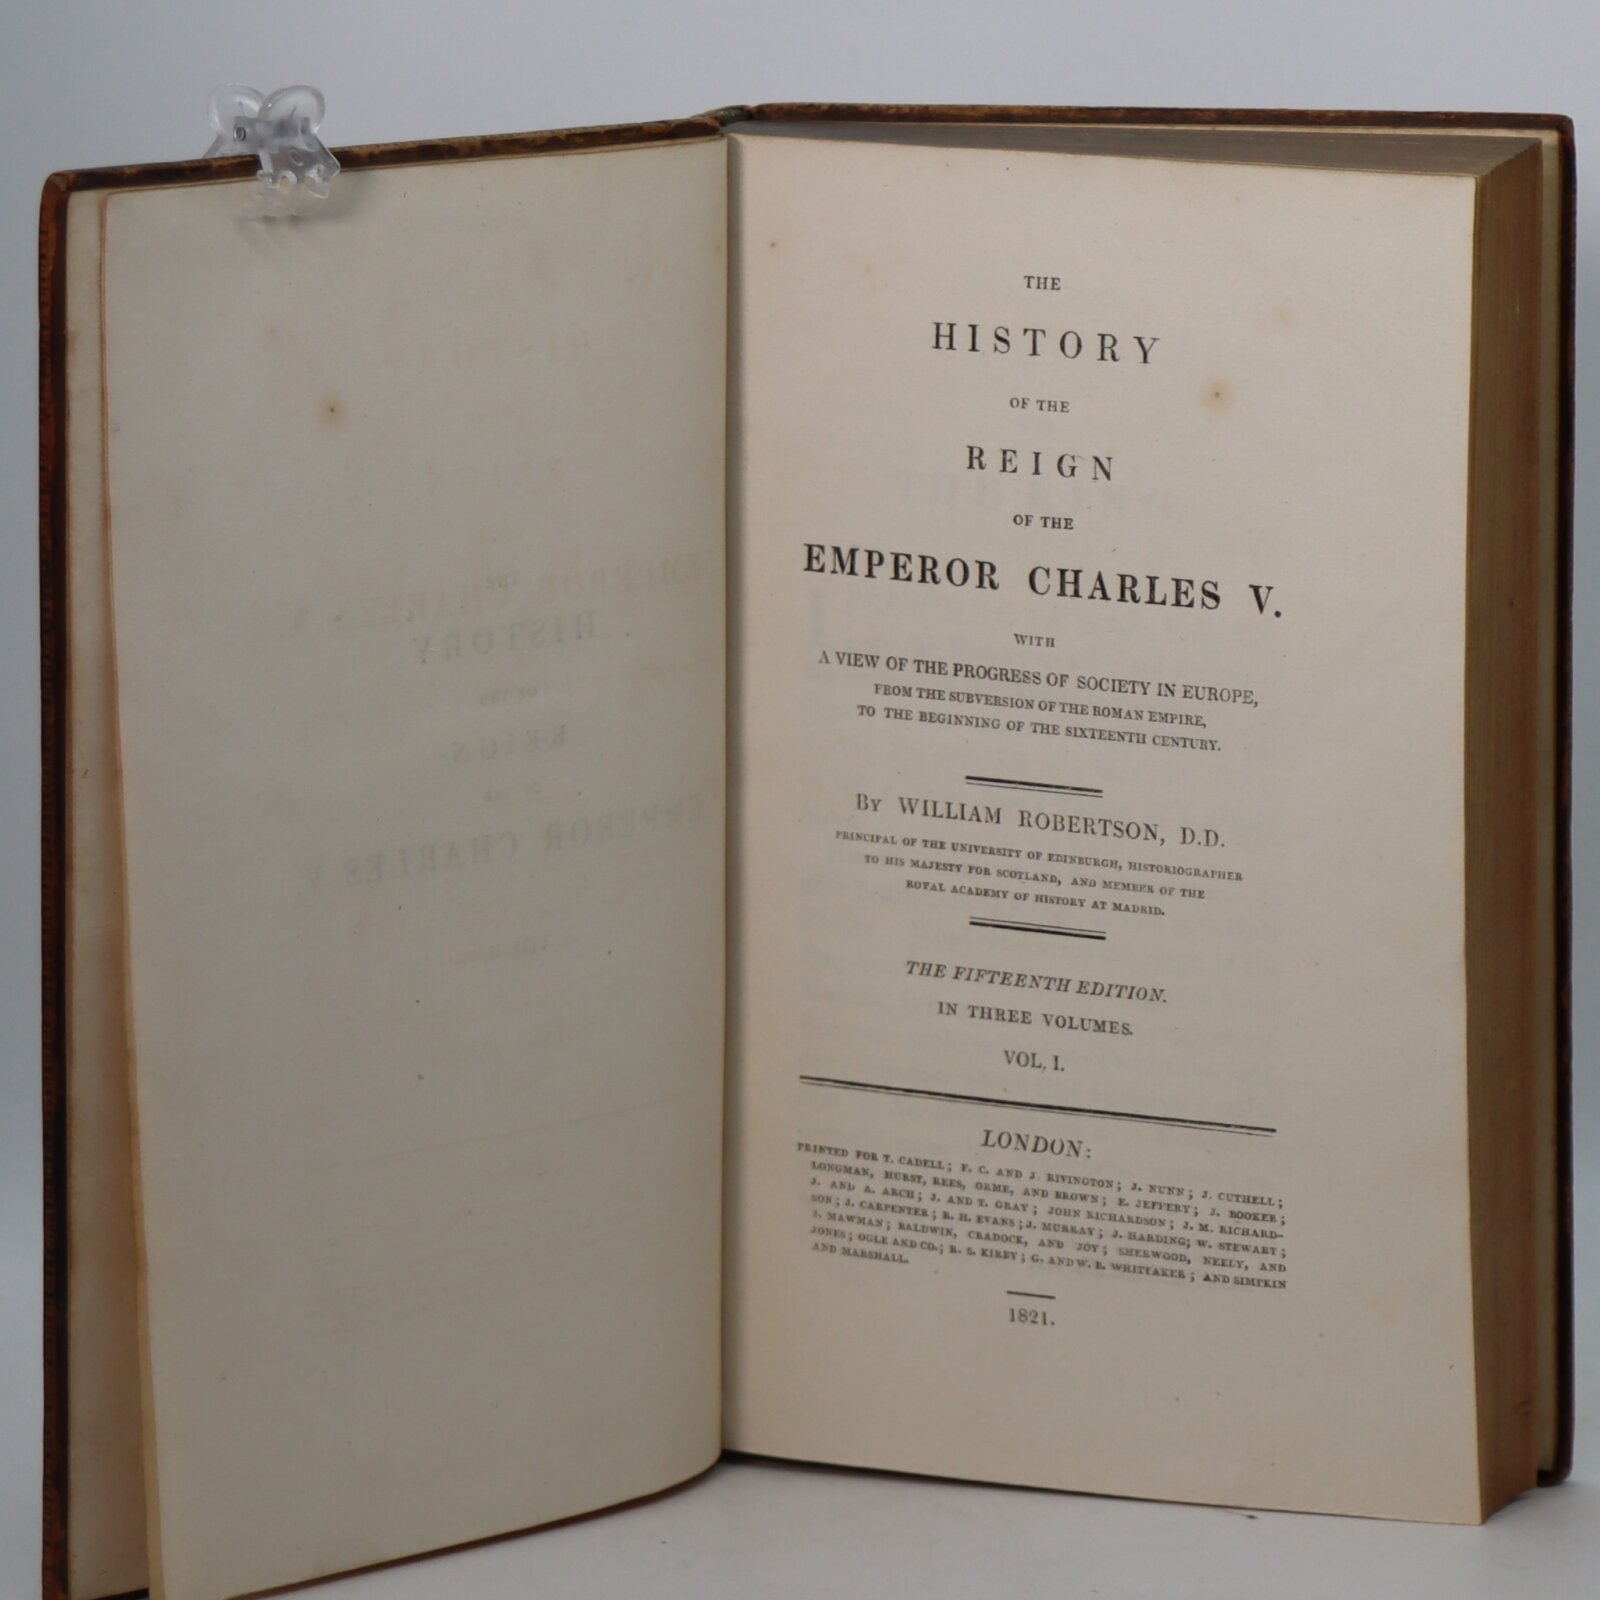 THE
HISTORY
OF THE
REIGN
OF THE
EMPEROR CHARLES V.
WITH
A VIEW OF THE PROGRESS OF SOCIETY IN EUROPE,
FROM THE SUBVERSION OF THE ROMAN EMPIRE,
TO THE BEGINNING OF THE SIXTEENTH CENTURY.
By WILLIAM ROBERTSON, D.D.
PRINCIPAL OF THE UNIVERSITY OF EDINBURGH, HISTORIOGRAPHER
TO HIS MAJESTY FOR SCOTLAND, AND MEMBER OF THE
ROYAL ACADEMY OF HISTORY AT MADRID.
THE FIFTEENTH EDITION.
IN THREE VOLUMES.
VOL. I.
LONDON:
PRINTED FOR T. CADELL; F. C. AND J. RIVINGTON; J. NUNN; J. CUTHELL;
LONGMAN, HURST, REES, ORME, AND BROWN; E. JEFFERY; J. BOOKER;
J. AND A. ARCH; J. AND T. GRAY; JOHN RICHARDSON; J. M. RICHARD-
SON; J. CARPENTER; R. H. EVANS; J. MURRAY; J. HARDING; W. STEWART;
J. MAWMAN; BALDWIN, CRADOCK, AND JOY; SHERWOOD, NEELY, AND
JONES; OGLE AND CO.; R. S. KIRBY; G. AND W. B. WHITTAKER; AND SIMPKIN
AND MARSHALL.
1821.